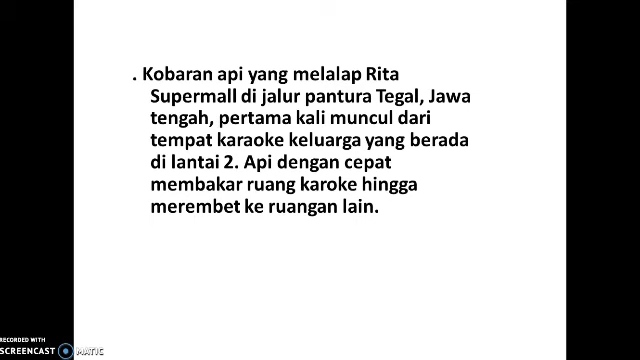 . Kobaran api yang melalap Rita
Supermall di jalur pantura Tegal, Jawa
tengah, pertama kali muncul dari
tempat karaoke keluarga yang berada
di lantai 2. Api dengan cepat
membakar ruang karoke hingga
merembet ke ruangan lain.
RECORDED WITH
SCREENCAST MATIC